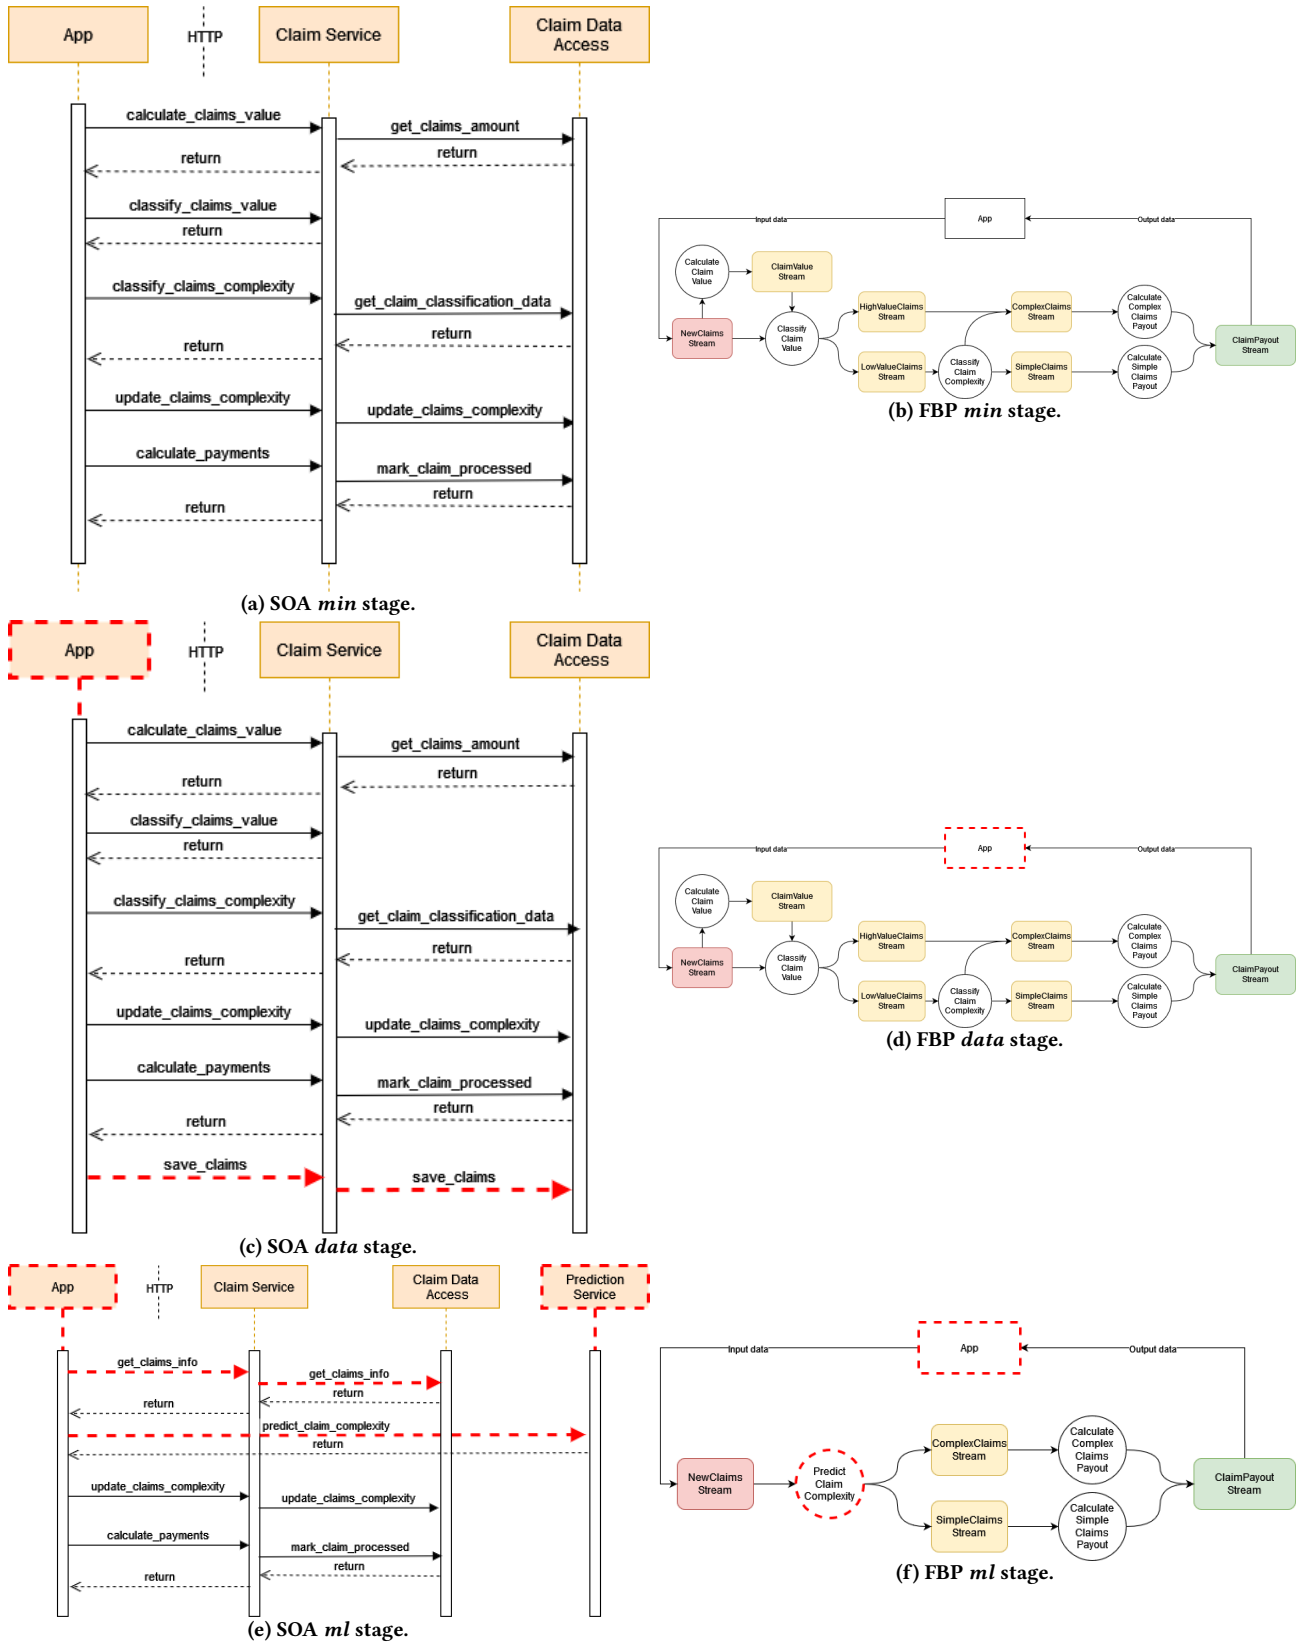 App
HTTP
Claim Service
Claim Data
Access
calculate_claims_value
get_claims_amount
return
return
classify_claims_value
return
classify_claims_complexity
get_claim_classification_data
return
return
update_claims_complexity
update_claims_complexity
calculate_payments
mark_claim_processed
return
return
(a) SOA min stage.
Input data
App
Output data
Calculate
Claim
Value
ClaimValue
Stream
NewClaims
Stream
Classify
Claim
Value
HighValueClaims
Stream
LowValueClaims
Stream
Classify
Claim
Complexity
ComplexClaims
Stream
SimpleClaims
Stream
Calculate
Complex
Claims
Payout
Calculate
Simple
Claims
Payout
ClaimPayout
Stream
(b) FBP min stage.
App
HTTP
Claim Service
Claim Data
Access
calculate_claims_value
get_claims_amount
return
return
classify_claims_value
return
classify_claims_complexity
get_claim_classification_data
return
return
update_claims_complexity
update_claims_complexity
calculate_payments
mark_claim_processed
return
return
save_claims
save_claims
(c) SOA data stage.
Input data
App
Output data
Calculate
Claim
Value
ClaimValue
Stream
NewClaims
Stream
Classify
Claim
Value
HighValueClaims
Stream
LowValueClaims
Stream
Classify
Claim
Complexity
ComplexClaims
Stream
SimpleClaims
Stream
Calculate
Complex
Claims
Payout
Calculate
Simple
Claims
Payout
ClaimPayout
Stream
(d) FBP data stage.
App
HTTP
Claim Service
Claim Data
Access
Prediction
Service
get_claims_info
get_claims_info
return
return
predict_claim_complexity
return
update_claims_complexity
update_claims_complexity
calculate_payments
mark_claim_processed
return
return
(e) SOA ml stage.
Input data
App
Output data
NewClaims
Stream
Predict
Claim
Complexity
ComplexClaims
Stream
SimpleClaims
Stream
Calculate
Complex
Claims
Payout
Calculate
Simple
Claims
Payout
ClaimPayout
Stream
(f) FBP ml stage.